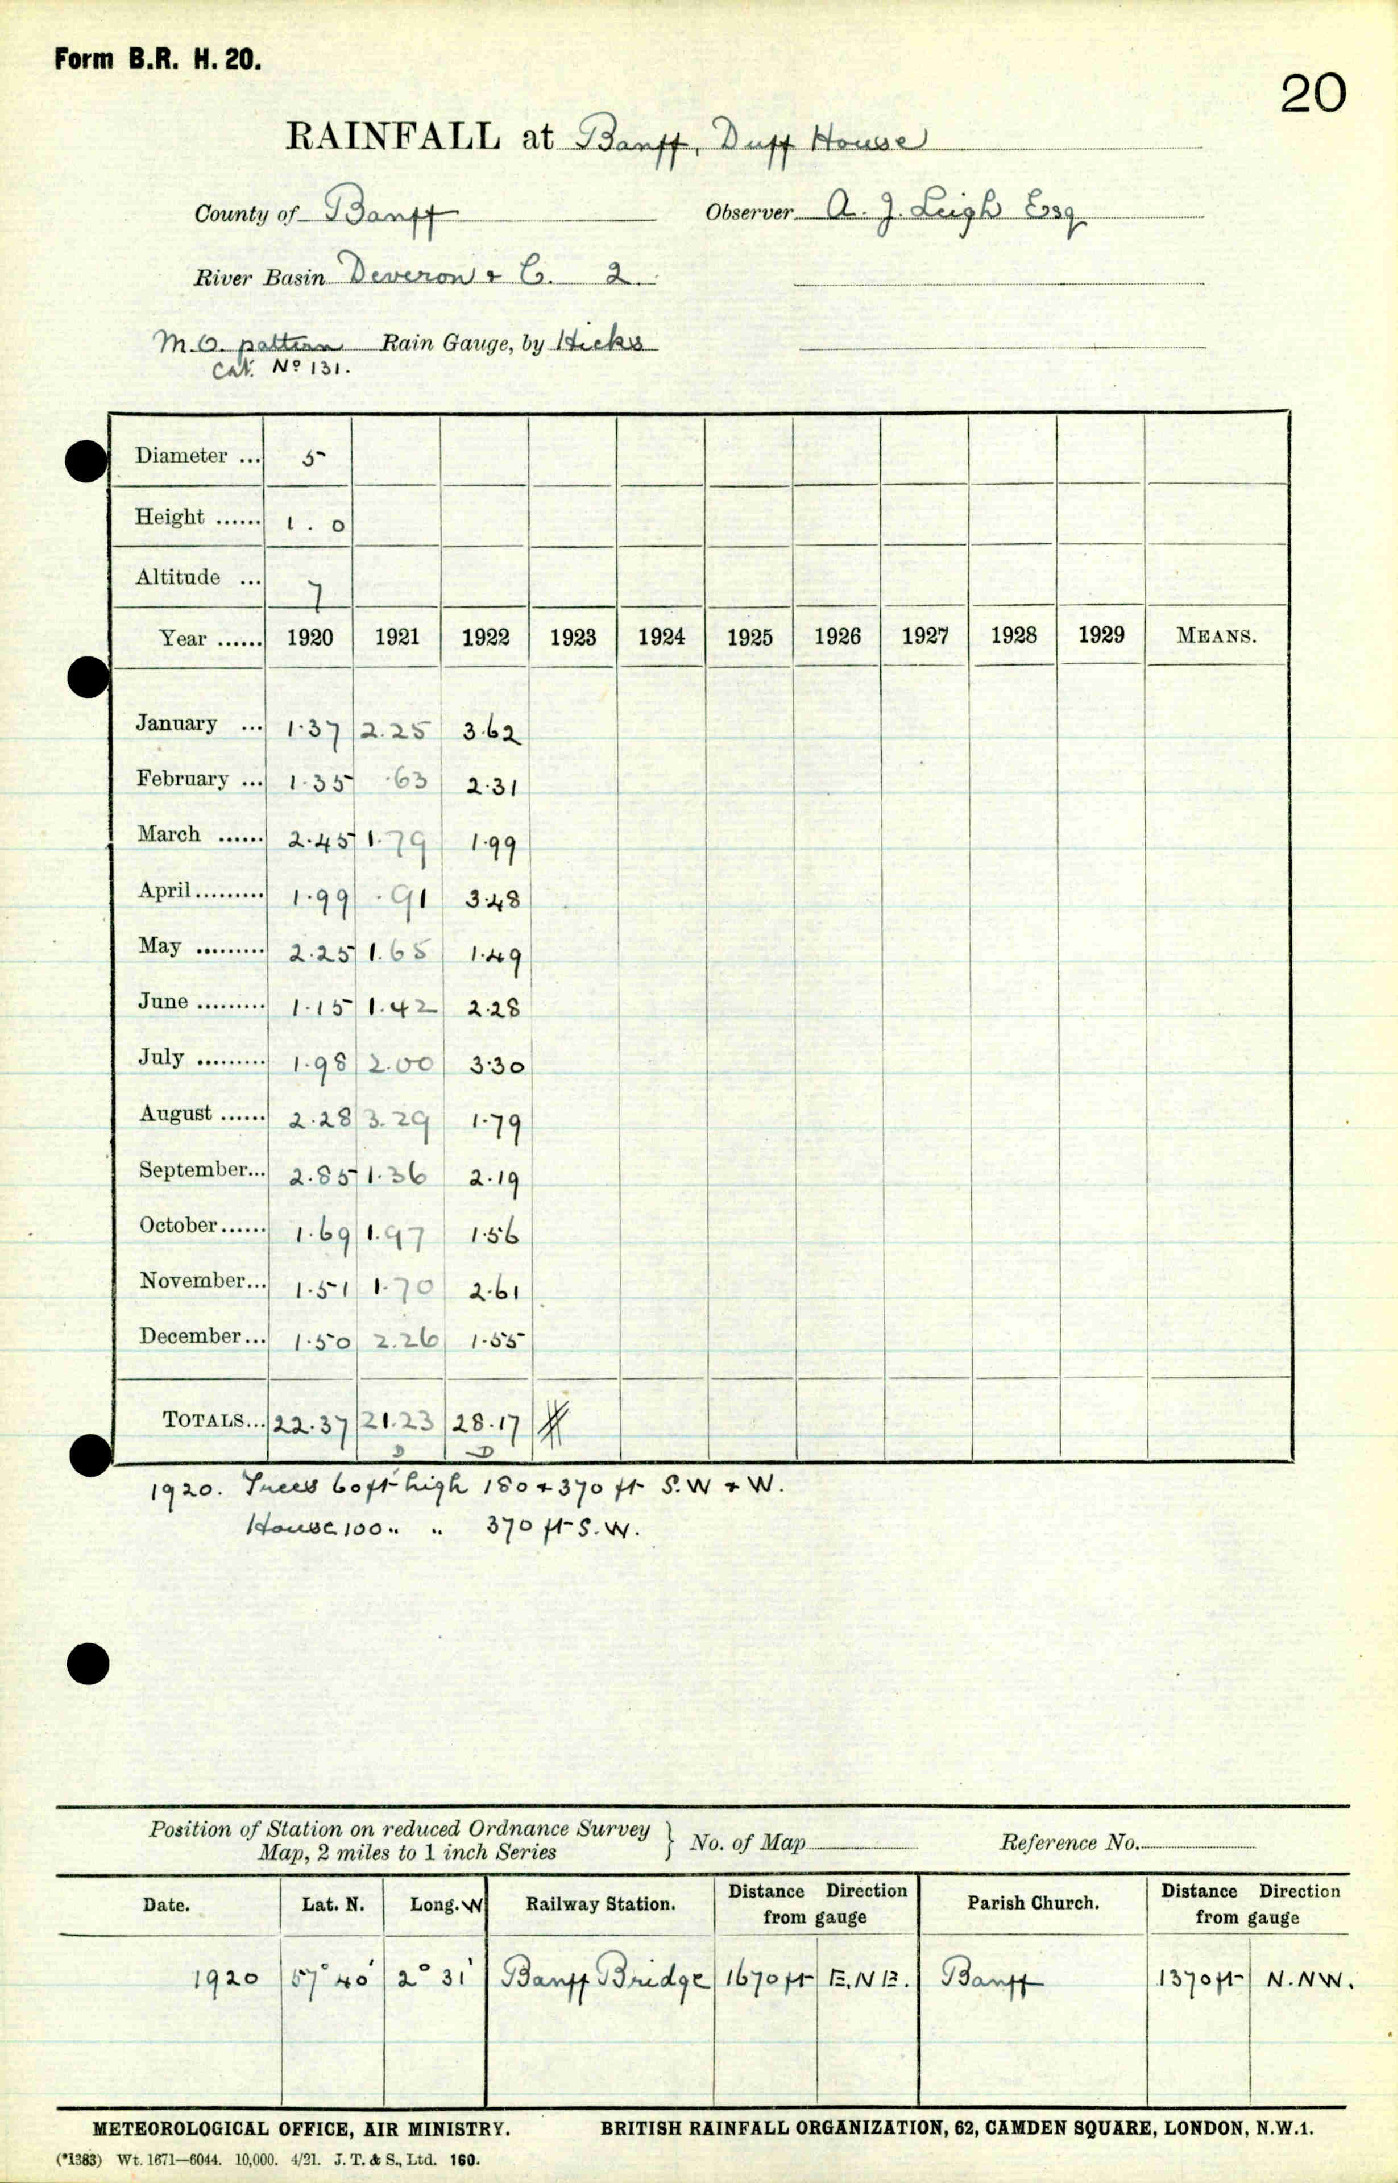 Form B.R. H. 20.
20
RAINFALL at Banff, Duff House
County of Banff Observer A. J. Leigh Esq
River Basin Deveron & C. 2.
M.O. pattern Rain Gauge, by Hicks
Cat. No 131.
Diameter ... 5
Height ...... 1.0
Altitude ... 7
Year ...... 1920 1921 1922 1923 1924 1925 1926 1927 1928 1929 MEANS.
January ... 1.37 2.25 3.62
February ... 1.35 .63 2.31
March ...... 2.45 1.79 1.99
April ......... 1.99 .91 3.48
May ......... 2.25 1.65 1.49
June ......... 1.15 1.42 2.28
July ......... 1.98 2.00 3.30
August ...... 2.28 3.29 1.79
September... 2.85 1.36 2.19
October...... 1.69 1.97 1.56
November... 1.51 1.70 2.61
December... 1.50 2.26 1.55
TOTALS... 22.37 21.23 28.17
D D
1920. Trees 60 ft high 180 & 370 ft S.W & W.
House 100 " " 370 ft S.W.
Position of Station on reduced Ordnance Survey
Map, 2 miles to 1 inch Series } No. of Map Reference No.
Date. Lat. N. Long. W Railway Station. Distance Direction from gauge Parish Church. Distance Direction from gauge
1920 57° 40' 2° 31' Banff Bridge 1670 ft E.N E. Banff 1370 ft N.NW.
METEOROLOGICAL OFFICE, AIR MINISTRY. BRITISH RAINFALL ORGANIZATION, 62, CAMDEN SQUARE, LONDON, N.W.1.
(*1383) Wt. 1671—6044. 10,000. 4/21. J. T. & S., Ltd. 160.